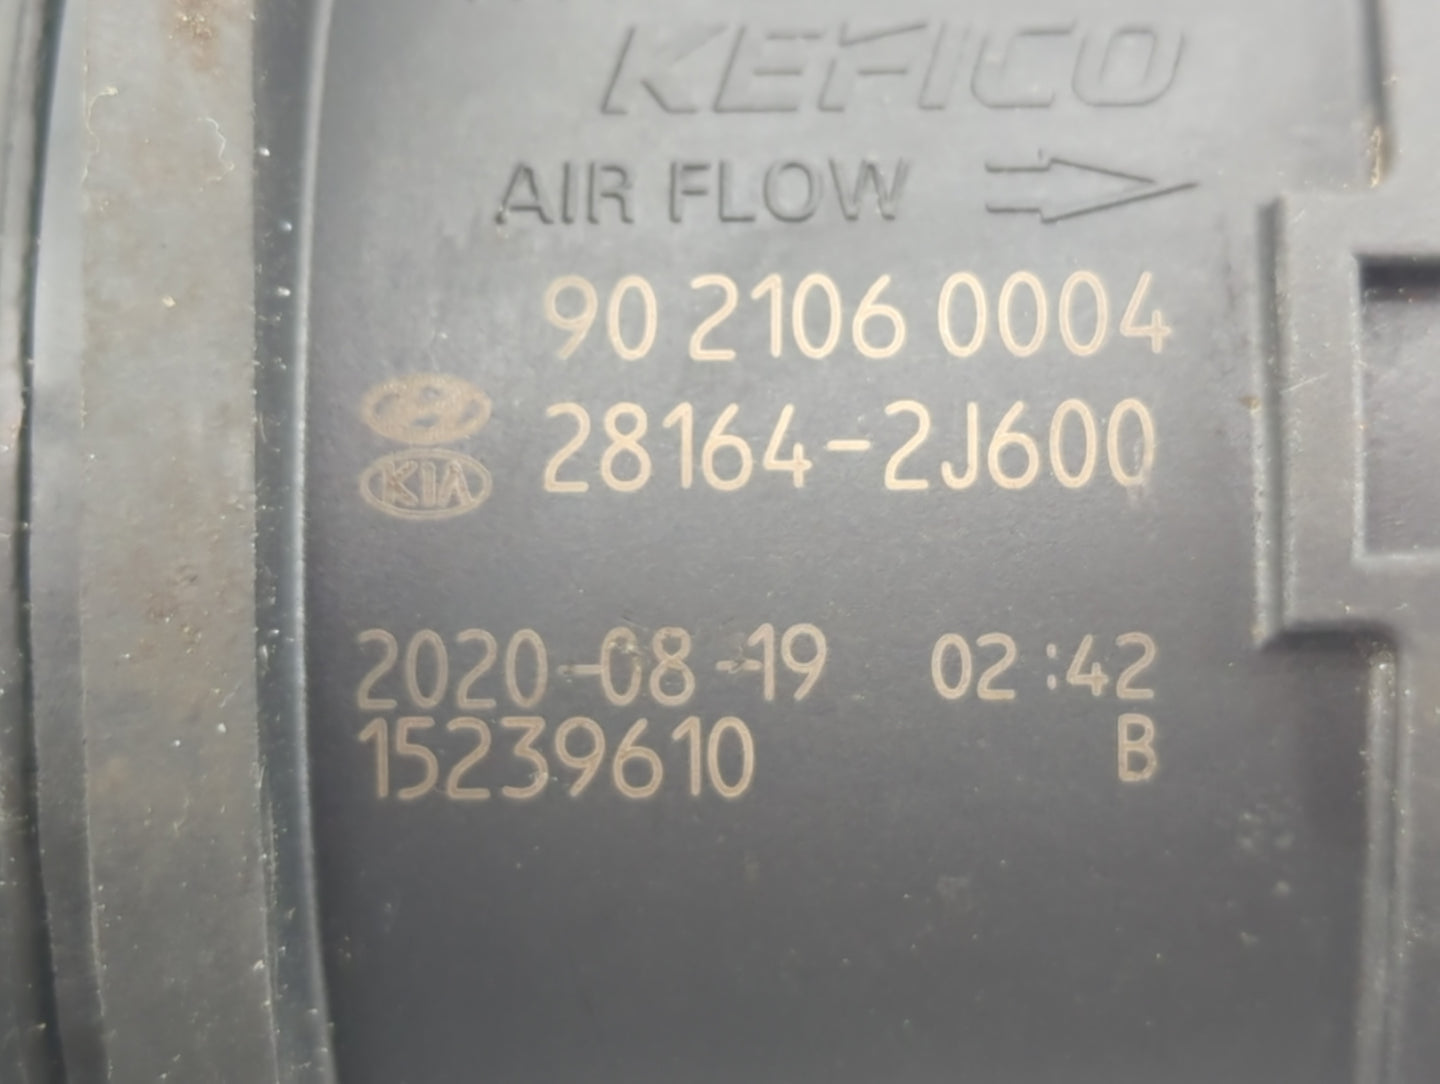 KEFICO
AIR FLOW
90 2106 0004
28164-2J600
KIA
2020-08-19 02:42
15239610 B